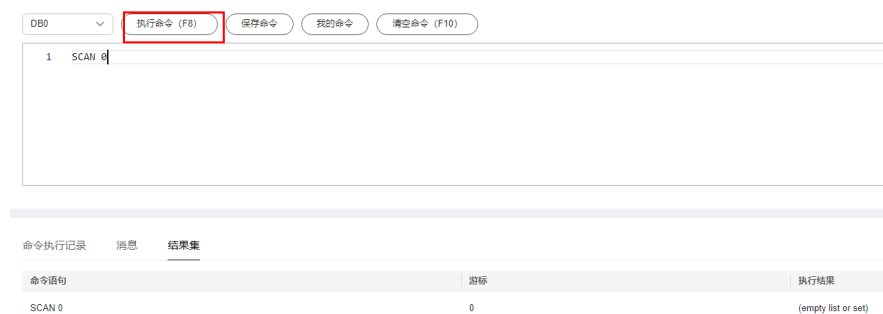 DB0 执行命令（F8） 保存命令 我的命令 清空命令（F10）
1 SCAN 0
命令执行记录 消息 结果集
命令语句 游标 执行结果
SCAN 0 0 (empty list or set)